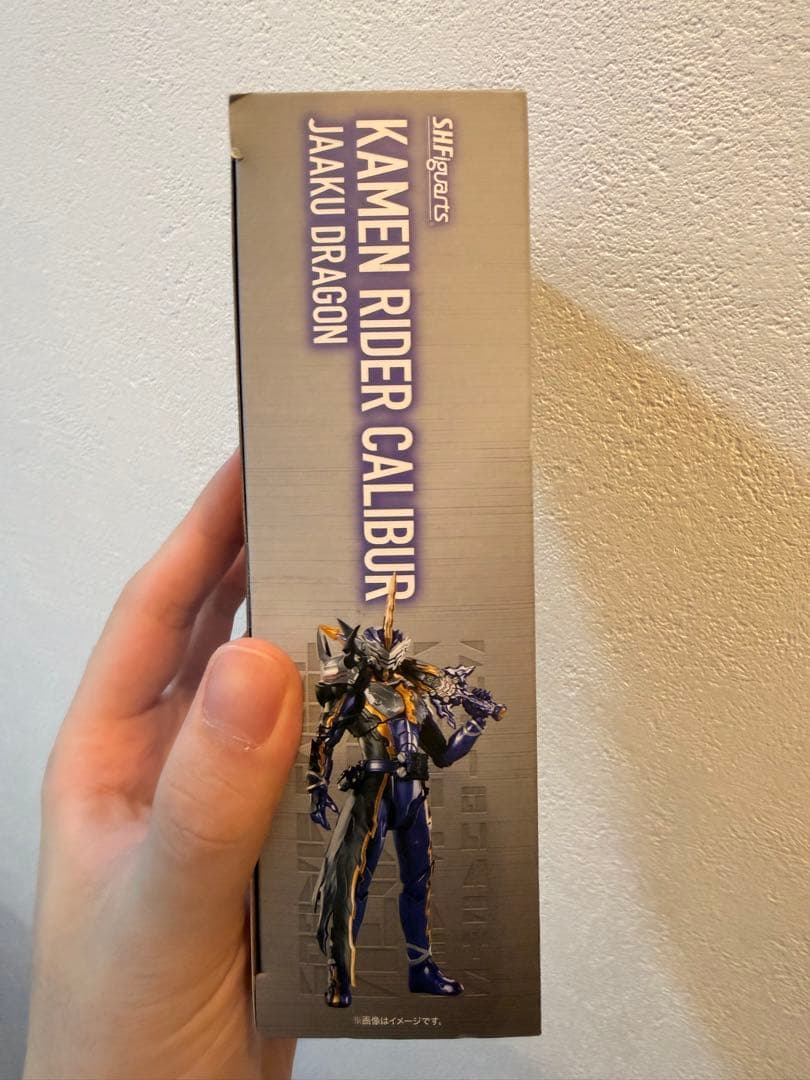 S.H.Figuarts
KAMEN RIDER CALIBUR
JAAKU DRAGON
※画像はイメージです。